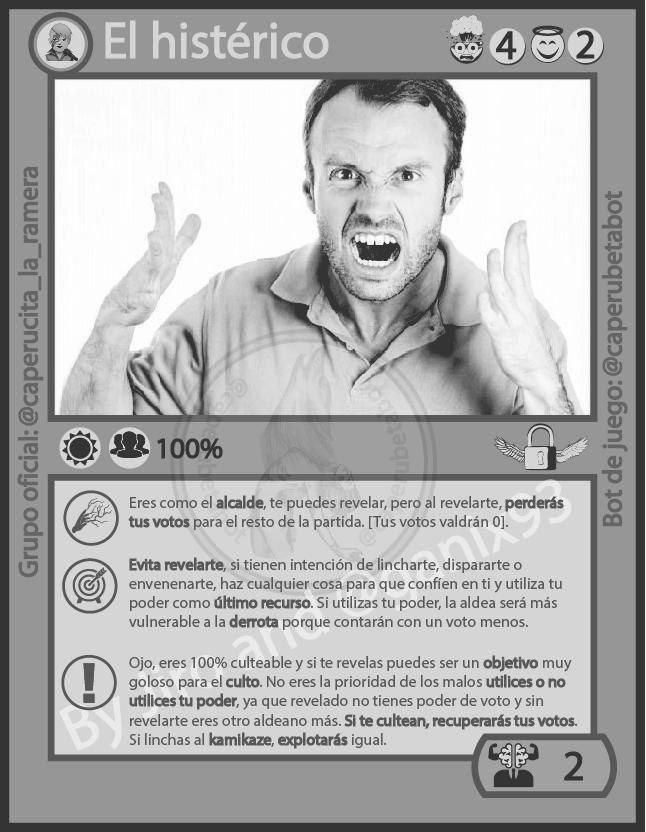 El histérico
4
2
Grupo oficial: @caperucita_la_ramera
Bot de juego: @caperubetabot
100%
Eres como el alcalde, te puedes revelar, pero al revelarte, perderás
tus votos para el resto de la partida. [Tus votos valdrán 0].
Evita revelarte, si tienen intención de lincharte, dispararte o
envenenarte, haz cualquier cosa para que confíen en ti y utiliza tu
poder como último recurso. Si utilizas tu poder, la aldea será más
vulnerable a la derrota porque contarán con un voto menos.
Ojo, eres 100% culteable y si te revelas puedes ser un objetivo muy
goloso para el culto. No eres la prioridad de los malos utilices o no
utilices tu poder, ya que revelado no tienes poder de voto y sin
revelarte eres otro aldeano más. Si te cultean, recuperarás tus votos.
Si linchas al kamikaze, explotarás igual.
2